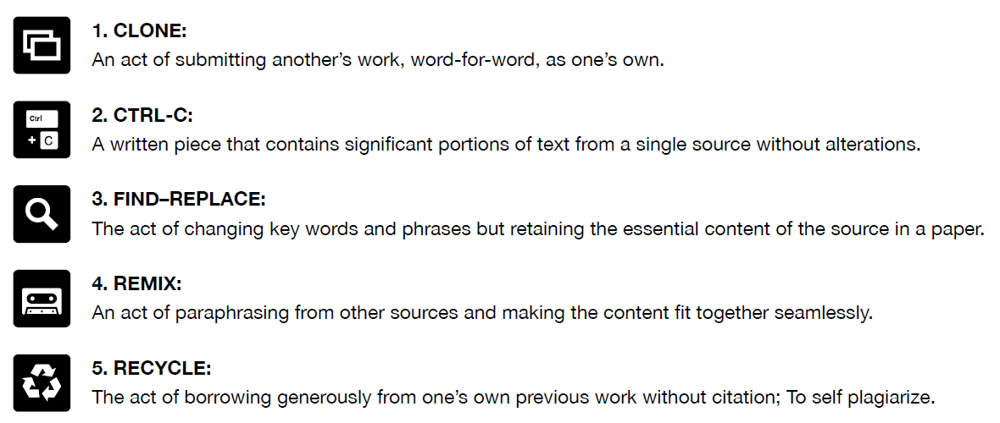 1. CLONE:
An act of submitting another’s work, word-for-word, as one’s own.
Ctrl
+ C
2. CTRL-C:
A written piece that contains significant portions of text from a single source without alterations.
3. FIND–REPLACE:
The act of changing key words and phrases but retaining the essential content of the source in a paper.
4. REMIX:
An act of paraphrasing from other sources and making the content fit together seamlessly.
5. RECYCLE:
The act of borrowing generously from one’s own previous work without citation; To self plagiarize.